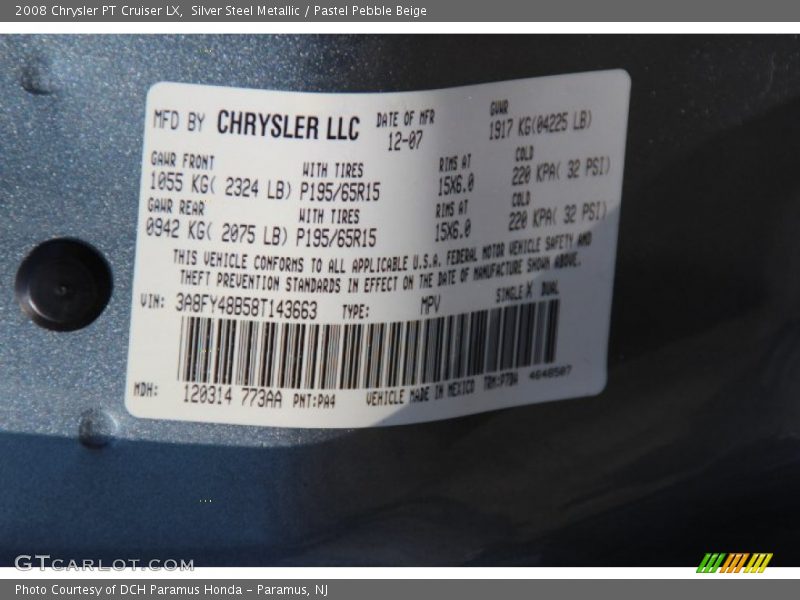 2008 Chrysler PT Cruiser LX, Silver Steel Metallic / Pastel Pebble Beige
MFD BY CHRYSLER LLC DATE OF MFR GVWR
12-07 1917 KG(04225 LB)
GAWR FRONT WITH TIRES RIMS AT COLD
1055 KG( 2324 LB) P195/65R15 15X6.0 220 KPA( 32 PSI)
GAWR REAR WITH TIRES RIMS AT COLD
0942 KG( 2075 LB) P195/65R15 15X6.0 220 KPA( 32 PSI)
THIS VEHICLE CONFORMS TO ALL APPLICABLE U.S.A. FEDERAL MOTOR VEHICLE SAFETY AND
THEFT PREVENTION STANDARDS IN EFFECT ON THE DATE OF MANUFACTURE SHOWN ABOVE.
VIN: 3A8FY48B58T143663 TYPE: MPV SINGLE X DUAL
MDH: 120314 773AA PNT:PA4 VEHICLE MADE IN MEXICO 4648507
GTcarlot.com
Photo Courtesy of DCH Paramus Honda - Paramus, NJ